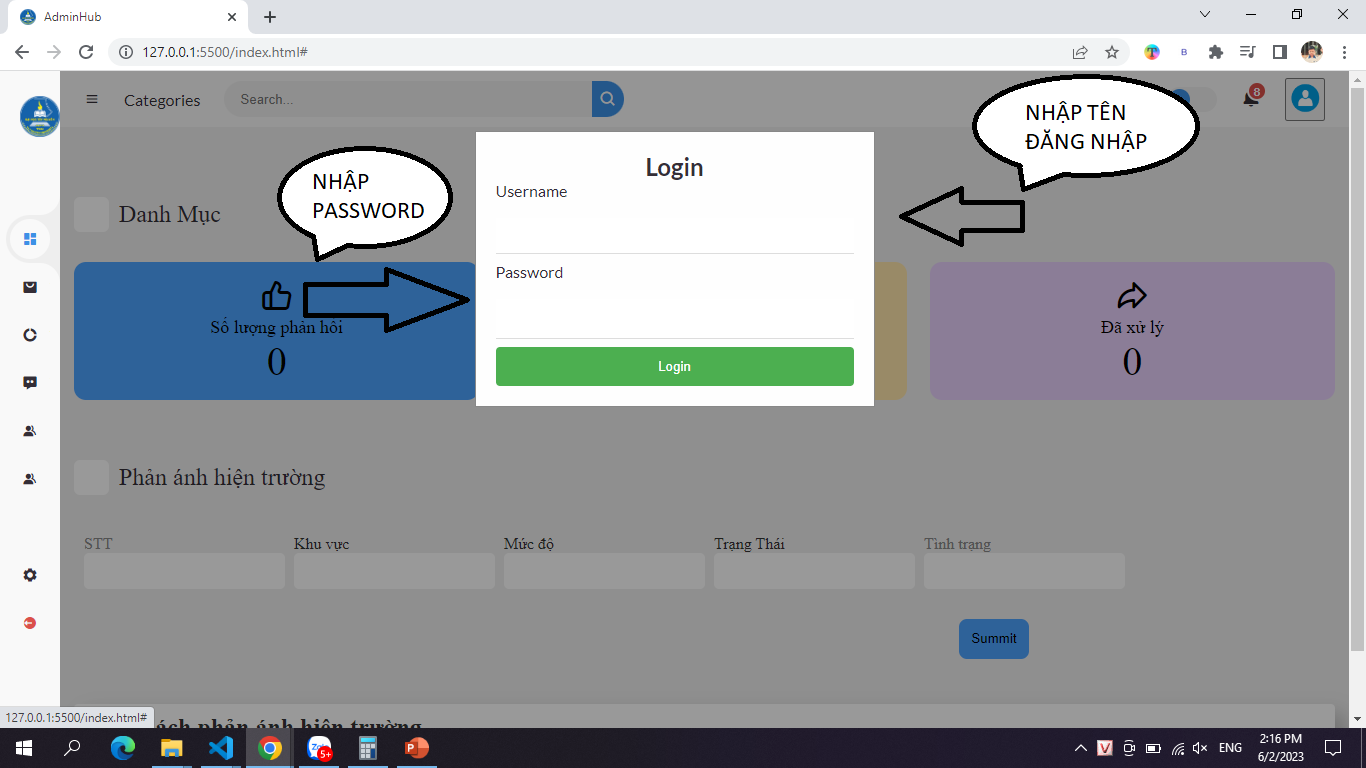 AdminHub
127.0.0.1:5500/index.html#
B
Categories
Search...
8
NHẬP TÊN
ĐĂNG NHẬP
Login
Username
NHẬP
PASSWORD
Danh Mục
Password
Số lượng phản hồi
0
Login
Đã xử lý
0
Phản ánh hiện trường
STT
Khu vực
Mức độ
Trạng Thái
Tình trạng
Summit
ách phản ánh hiện trường
127.0.0.1:5500/index.html#
5+
V
ENG
2:16 PM
6/2/2023